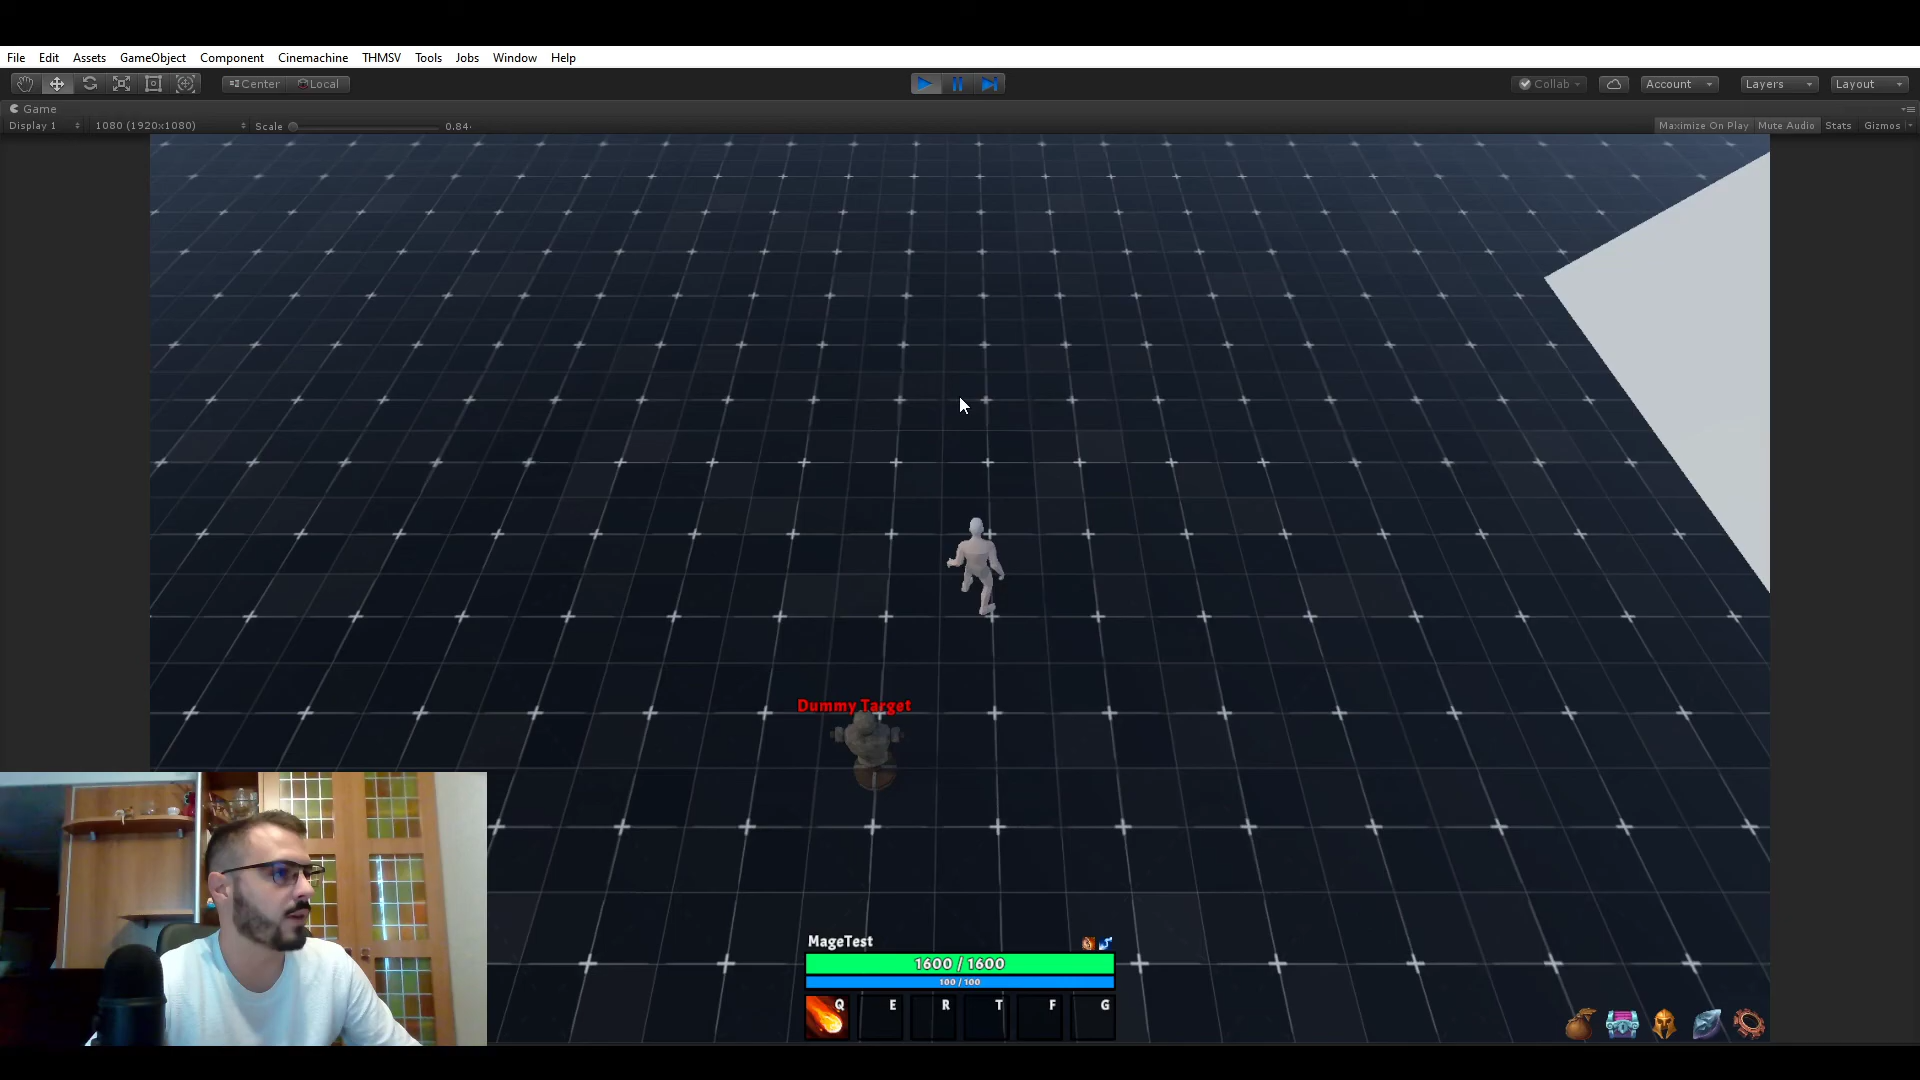 File Edit Assets GameObject Component Cinemachine THMSV Tools Jobs Window Help
Center Local Collab Account Layers Layout
Game
Display 1 1080 (1920x1080) Scale 0.84 Maximize On Play Mute Audio Stats Gizmos
Dummy Target
MageTest
1600 / 1600
100 / 100
Q E R T F G